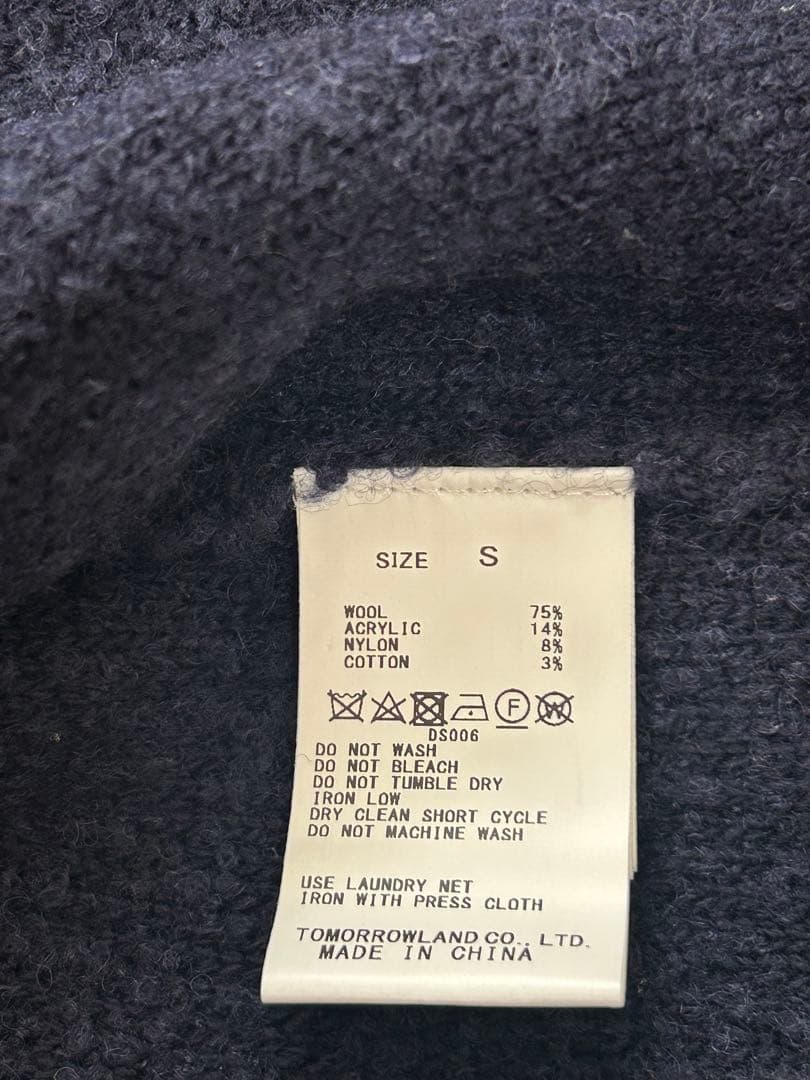 SIZE S
WOOL 75%
ACRYLIC 14%
NYLON 8%
COTTON 3%
F W
DS006
DO NOT WASH
DO NOT BLEACH
DO NOT TUMBLE DRY
IRON LOW
DRY CLEAN SHORT CYCLE
DO NOT MACHINE WASH
USE LAUNDRY NET
IRON WITH PRESS CLOTH
TOMORROWLAND CO., LTD.
MADE IN CHINA